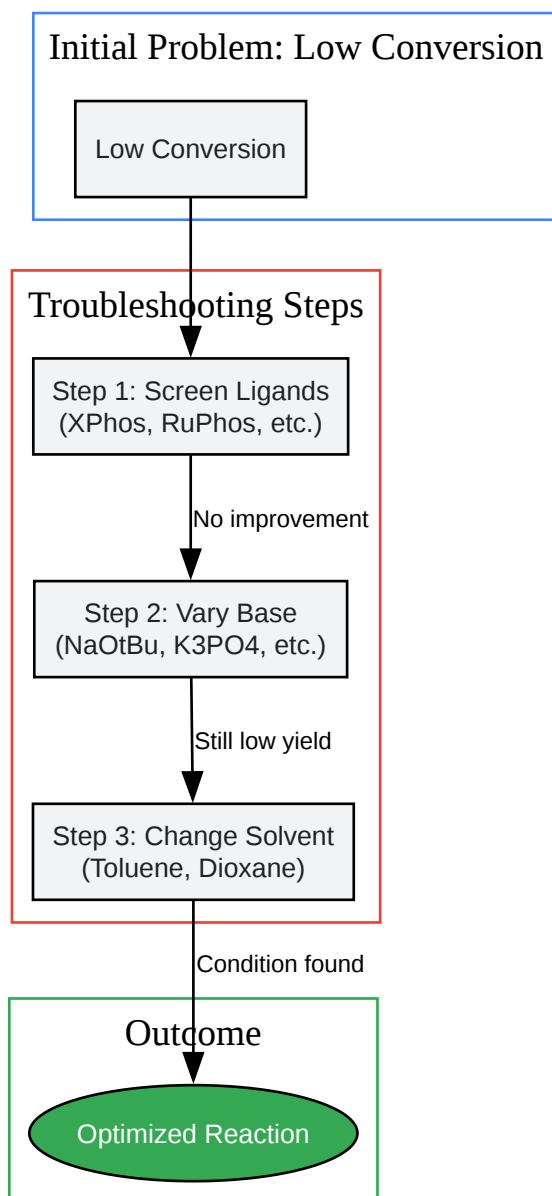 Initial Problem: Low Conversion
Low Conversion
Troubleshooting Steps
Step 1: Screen Ligands
(XPhos, RuPhos, etc.)
No improvement
Step 2: Vary Base
(NaOtBu, K3PO4, etc.)
Still low yield
Step 3: Change Solvent
(Toluene, Dioxane)
Condition found
Outcome
Optimized Reaction